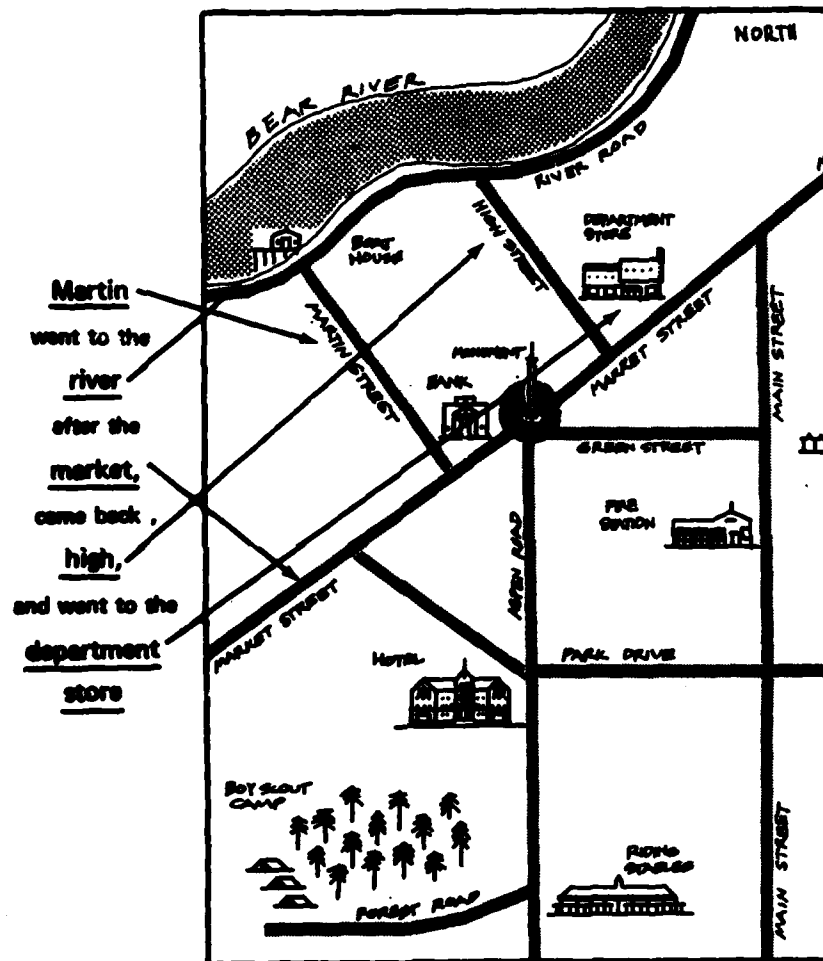 NORTH
BEAR RIVER
RIVER ROAD
HIGH STREET
DEPARTMENT
STORE
BOAT
HOUSE
MARTIN STREET
MARKET STREET
MAIN STREET
MONUMENT
BANK
GREEN STREET
FIRE
STATION
ASPEN ROAD
MARKET STREET
HOTEL
PARK DRIVE
BOY SCOUT
CAMP
FOREST ROAD
RIDING
STABLES
MAIN STREET
Martin
went to the
river
after the
market,
came back,
high,
and went to the
department
store